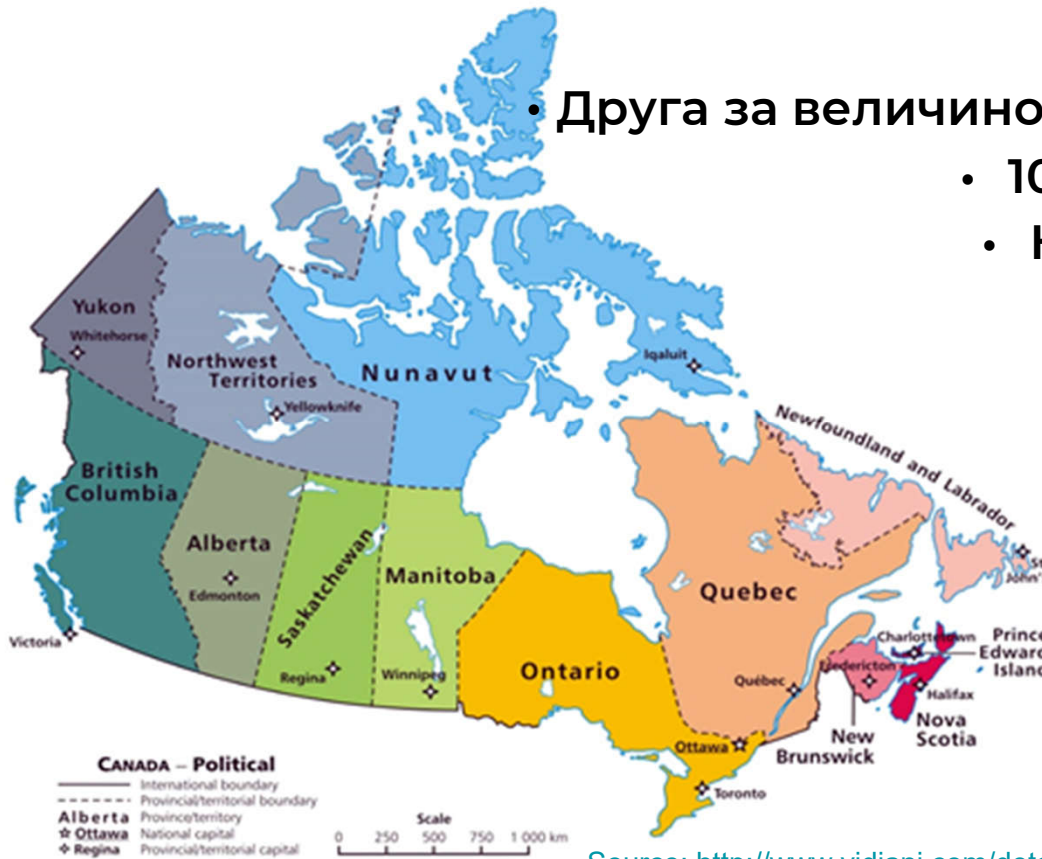 • Друга за величино
• 10
Yukon
Whitehorse
Northwest
Territories
Yellowknife
Nunavut
Iqaluit
Newfoundland and Labrador
British
Columbia
Alberta
Edmonton
Saskatchewan
Manitoba
Quebec
St
John'
Victoria
Regina
Winnipeg
Ontario
Québec
Charlottetown
Prince
Edward
Island
Fredericton
Halifax
Nova
Scotia
New
Brunswick
Ottawa
Toronto
CANADA – Political
International boundary
Provincial/territorial boundary
Alberta Province/territory
Ottawa National capital
Regina Provincial/territorial capital
Scale
0 250 500 750 1 000 km